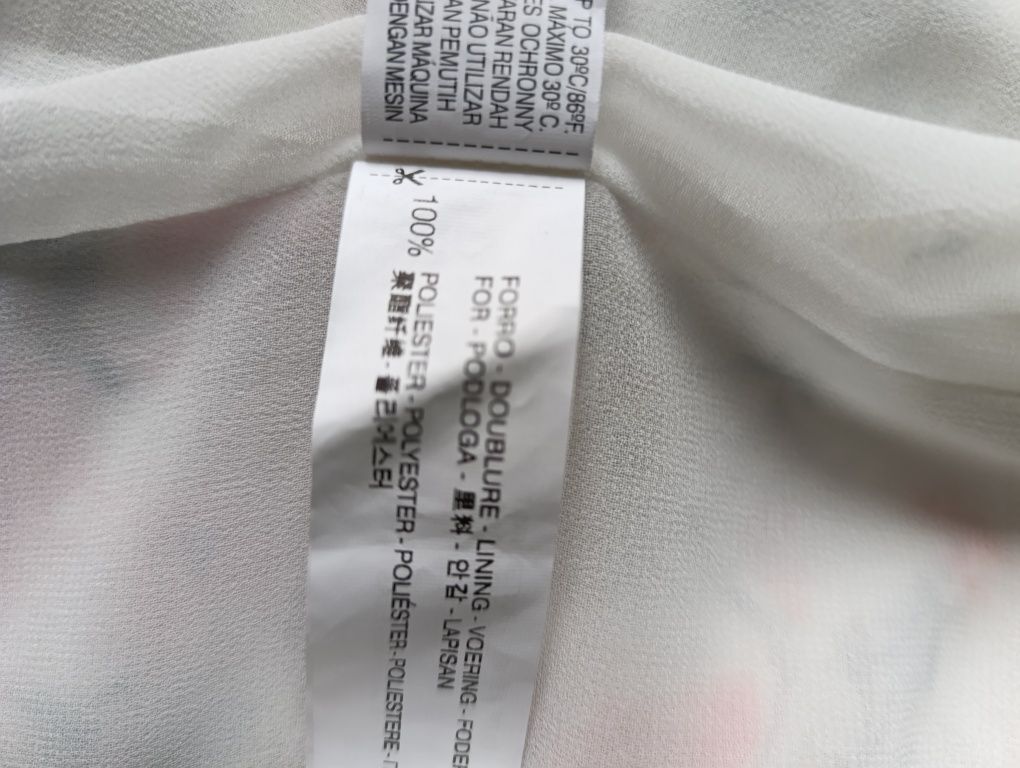 P TO 30ºC/86ºF.
MÁXIMO 30º C.
ES OCHRONNY
ARAN RENDAH
NÃO UTILIZAR
AN PEMUTIH
LIZAR MÁQUINA
DENGAN MESIN
FORRO - DOUBLURE - LINING - VOERING - FODER
FOR - PODLOGA - 里料 - 안감 - LAPISAN
100% POLIESTER - POLYESTER - POLIÉSTER - POLIESTERE - П
聚酯纤维 - 폴리에스터